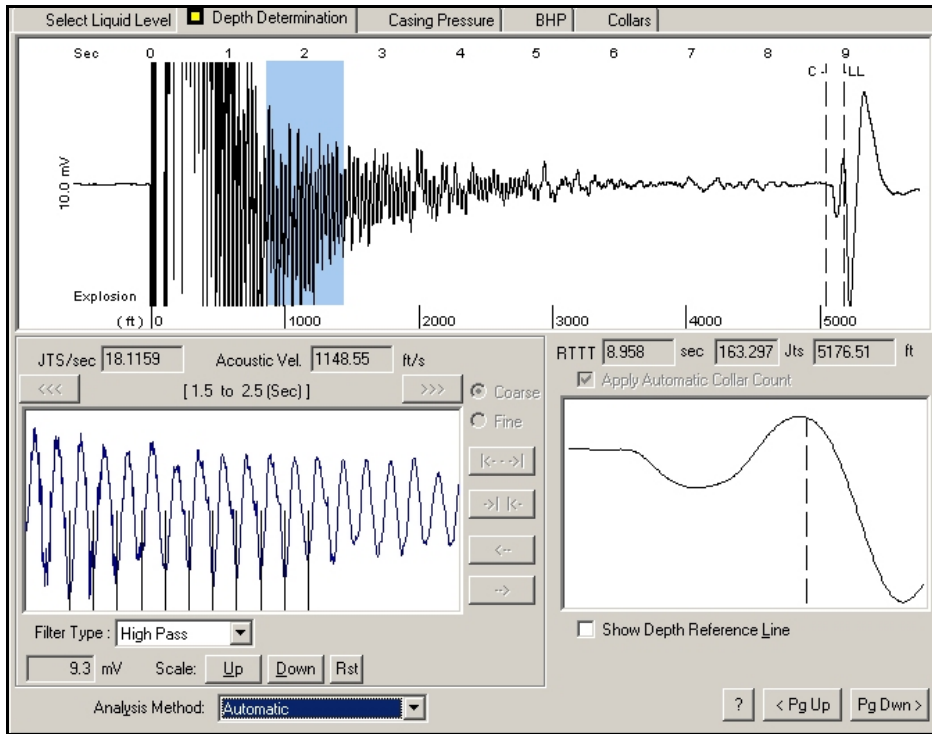 Select Liquid Level Depth Determination Casing Pressure BHP Collars
Sec 0 1 2 3 4 5 6 7 8 9
C LL
10.0 mV
Explosion
(ft) 0 1000 2000 3000 4000 5000
JTS/sec 18.1159 Acoustic Vel. 1148.55 ft/s
<<< [ 1.5 to 2.5 (Sec) ] >>>
Coarse
Fine
|<--->|
->| |<-
<--
-->
Filter Type : High Pass
9.3 mV Scale: Up Down Rst
RTTT 8.958 sec 163.297 Jts 5176.51 ft
Apply Automatic Collar Count
Show Depth Reference Line
Analysis Method: Automatic
? < Pg Up Pg Dwn >